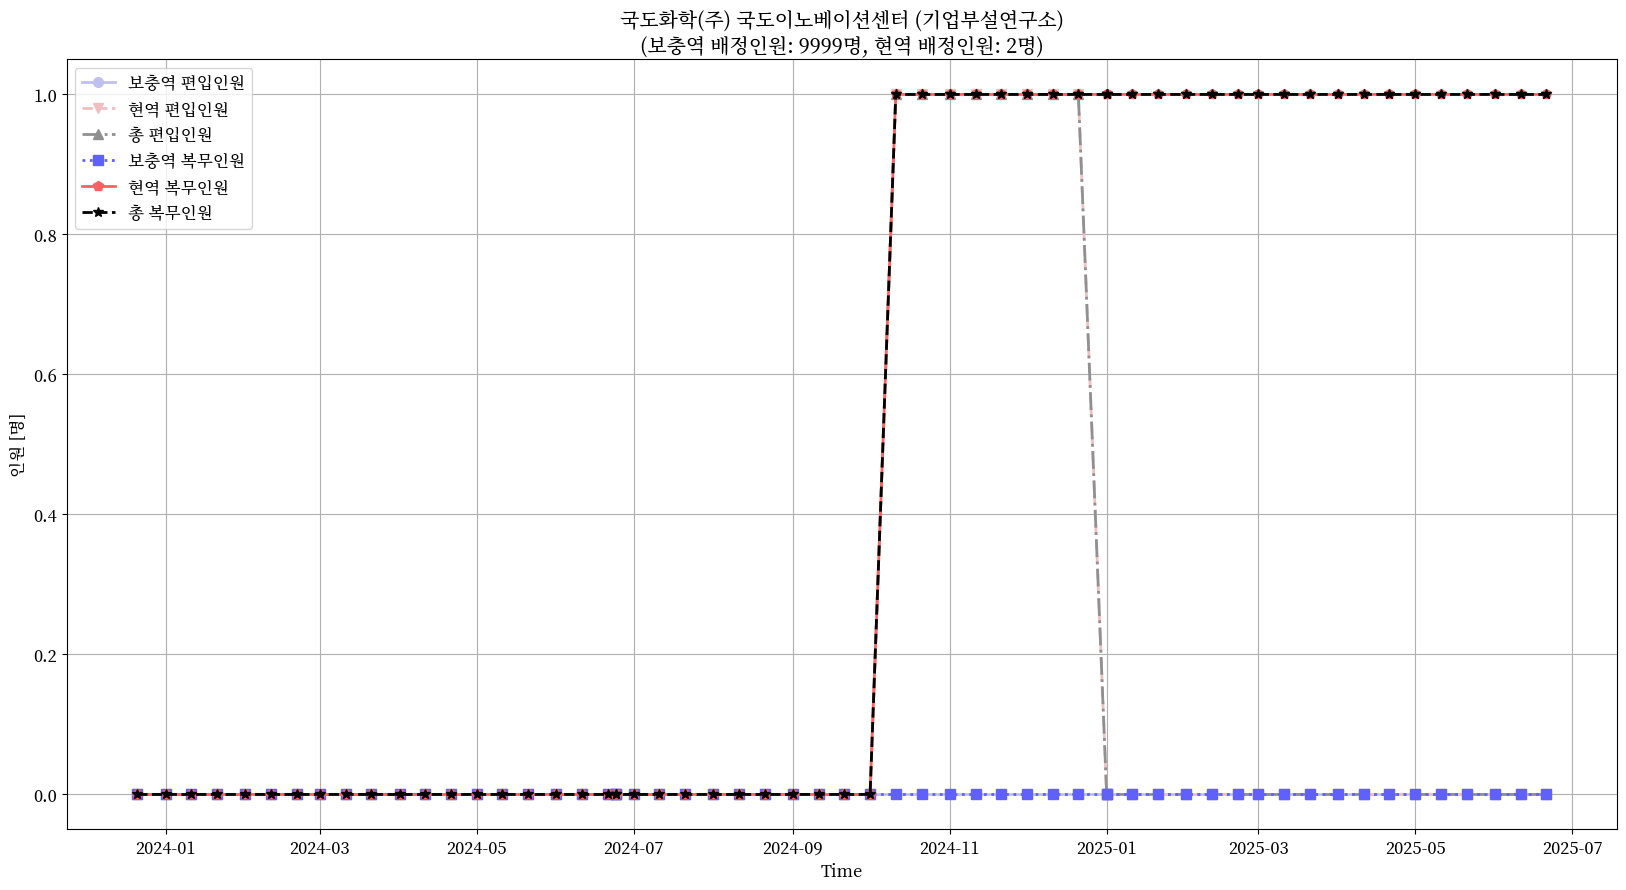 국도화학(주) 국도이노베이션센터 (기업부설연구소)
(보충역 배정인원: 9999명, 현역 배정인원: 2명)
보충역 편입인원
현역 편입인원
총 편입인원
보충역 복무인원
현역 복무인원
총 복무인원
인원 [명]
1.0
0.8
0.6
0.4
0.2
0.0
2024-01
2024-03
2024-05
2024-07
2024-09
2024-11
2025-01
2025-03
2025-05
2025-07
Time